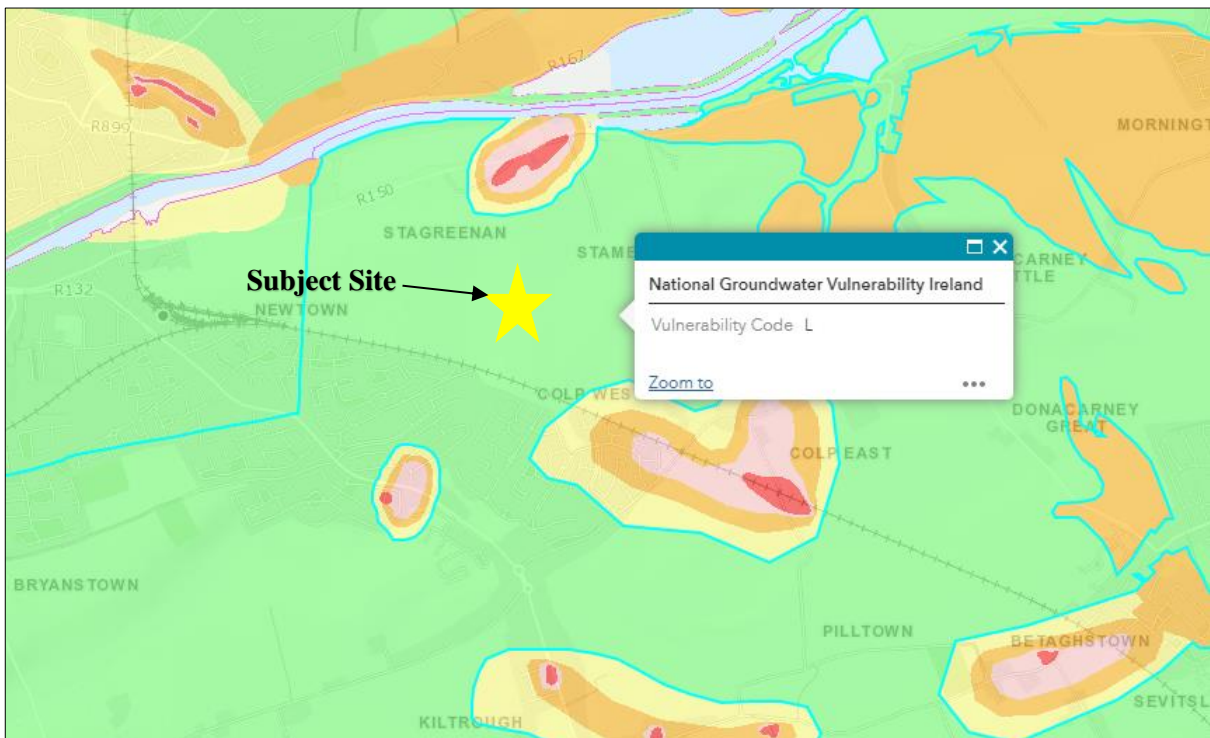 R167
MORNINGT
R899
R150
STAGREENAN
STAME
National Groundwater Vulnerability Ireland
CARNEY
TTLE
Subject Site
R132
NEWTOWN
Vulnerability Code L
Zoom to
COLP WES
DONACARNEY
GREAT
COLP EAST
BRYANSTOWN
PILLTOWN
BETAGHSTOWN
SEVITSL
KILTROUGH